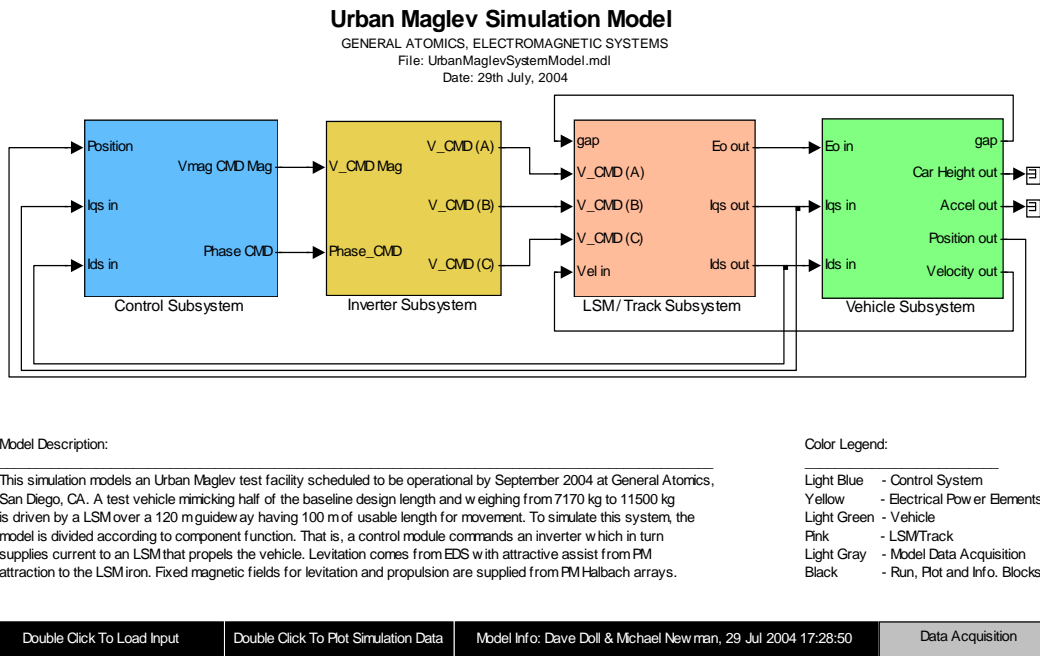 Urban Maglev Simulation Model
GENERAL ATOMICS, ELECTROMAGNETIC SYSTEMS
File: UrbanMaglevSystemModel.mdl
Date: 29th July, 2004
Position
Vmag CMD Mag
Iqs in
Phase CMD
Ids in
Control Subsystem
V_CMD (A)
V_CMD Mag
V_CMD (B)
Phase_CMD
V_CMD (C)
Inverter Subsystem
gap
Eo out
V_CMD (A)
V_CMD (B)
Iqs out
V_CMD (C)
Vel in
Ids out
LSM / Track Subsystem
Eo in
gap
Car Height out
Iqs in
Accel out
Position out
Ids in
Velocity out
Vehicle Subsystem
Model Description:
This simulation models an Urban Maglev test facility scheduled to be operational by September 2004 at General Atomics,
San Diego, CA. A test vehicle mimicking half of the baseline design length and weighing from 7170 kg to 11500 kg
is driven by a LSM over a 120 m guideway having 100 m of usable length for movement. To simulate this system, the
model is divided according to component function. That is, a control module commands an inverter which in turn
supplies current to an LSM that propels the vehicle. Levitation comes from EDS with attractive assist from PM
attraction to the LSM iron. Fixed magnetic fields for levitation and propulsion are supplied from PM Halbach arrays.
Color Legend:
Light Blue - Control System
Yellow - Electrical Power Elements
Light Green - Vehicle
Pink - LSM/Track
Light Gray - Model Data Acquisition
Black - Run, Plot and Info. Blocks
Double Click To Load Input
Double Click To Plot Simulation Data
Model Info: Dave Doll & Michael Newman, 29 Jul 2004 17:28:50
Data Acquisition